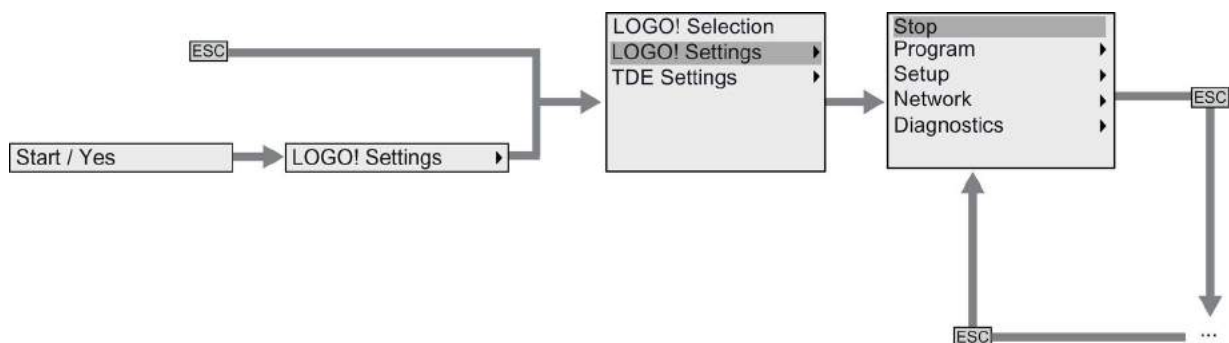 LOGO! Selection
LOGO! Settings
TDE Settings
Stop
Program
Setup
Network
Diagnostics
ESC
ESC
Start / Yes
LOGO! Settings
ESC
...